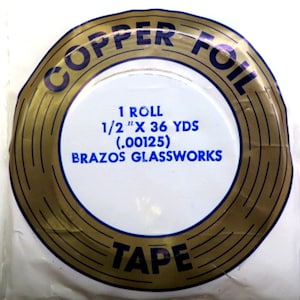 COPPER FOIL
1 ROLL
1/2 "X 36 YDS
(.00125)
BRAZOS GLASSWORKS
TAPE